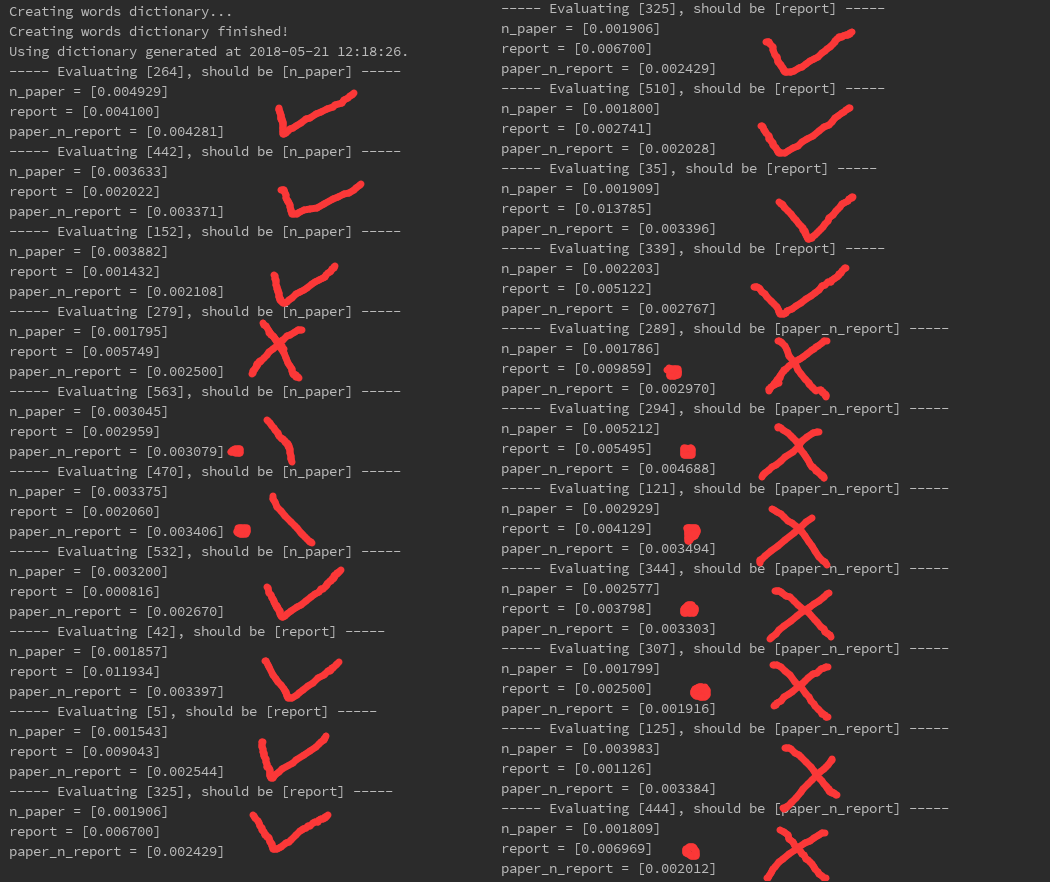 Creating words dictionary...
Creating words dictionary finished!
Using dictionary generated at 2018-05-21 12:18:26.
----- Evaluating [264], should be [n_paper] -----
n_paper = [0.004929]
report = [0.004100]
paper_n_report = [0.004281]
----- Evaluating [442], should be [n_paper] -----
n_paper = [0.003633]
report = [0.002022]
paper_n_report = [0.003371]
----- Evaluating [152], should be [n_paper] -----
n_paper = [0.003882]
report = [0.001432]
paper_n_report = [0.002108]
----- Evaluating [279], should be [n_paper] -----
n_paper = [0.001795]
report = [0.005749]
paper_n_report = [0.002500]
----- Evaluating [563], should be [n_paper] -----
n_paper = [0.003045]
report = [0.002959]
paper_n_report = [0.003079]
----- Evaluating [470], should be [n_paper] -----
n_paper = [0.003375]
report = [0.002060]
paper_n_report = [0.003406]
----- Evaluating [532], should be [n_paper] -----
n_paper = [0.003200]
report = [0.000816]
paper_n_report = [0.002670]
----- Evaluating [42], should be [report] -----
n_paper = [0.001857]
report = [0.011934]
paper_n_report = [0.003397]
----- Evaluating [5], should be [report] -----
n_paper = [0.001543]
report = [0.009043]
paper_n_report = [0.002544]
----- Evaluating [325], should be [report] -----
n_paper = [0.001906]
report = [0.006700]
paper_n_report = [0.002429]
----- Evaluating [325], should be [report] -----
n_paper = [0.001906]
report = [0.006700]
paper_n_report = [0.002429]
----- Evaluating [510], should be [report] -----
n_paper = [0.001800]
report = [0.002741]
paper_n_report = [0.002028]
----- Evaluating [35], should be [report] -----
n_paper = [0.001909]
report = [0.013785]
paper_n_report = [0.003396]
----- Evaluating [339], should be [report] -----
n_paper = [0.002203]
report = [0.005122]
paper_n_report = [0.002767]
----- Evaluating [289], should be [paper_n_report] -----
n_paper = [0.001786]
report = [0.009859]
paper_n_report = [0.002970]
----- Evaluating [294], should be [paper_n_report] -----
n_paper = [0.005212]
report = [0.005495]
paper_n_report = [0.004688]
----- Evaluating [121], should be [paper_n_report] -----
n_paper = [0.002929]
report = [0.004129]
paper_n_report = [0.003494]
----- Evaluating [344], should be [paper_n_report] -----
n_paper = [0.002577]
report = [0.003798]
paper_n_report = [0.003303]
----- Evaluating [307], should be [paper_n_report] -----
n_paper = [0.001799]
report = [0.002500]
paper_n_report = [0.001916]
----- Evaluating [125], should be [paper_n_report] -----
n_paper = [0.003983]
report = [0.001126]
paper_n_report = [0.003384]
----- Evaluating [444], should be [paper_n_report] -----
n_paper = [0.001809]
report = [0.006969]
paper_n_report = [0.002012]